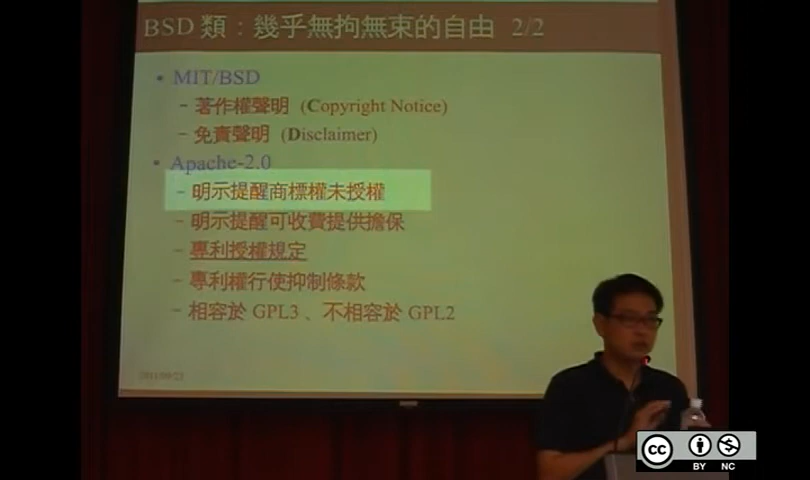 BSD 類：幾乎無拘無束的自由 2/2
• MIT/BSD
– 著作權聲明 (Copyright Notice)
– 免責聲明 (Disclaimer)
• Apache-2.0
– 明示提醒商標權未授權
– 明示提醒可收費提供擔保
– 專利授權規定
– 專利權行使抑制條款
– 相容於 GPL3 、不相容於 GPL2
cc
BY NC